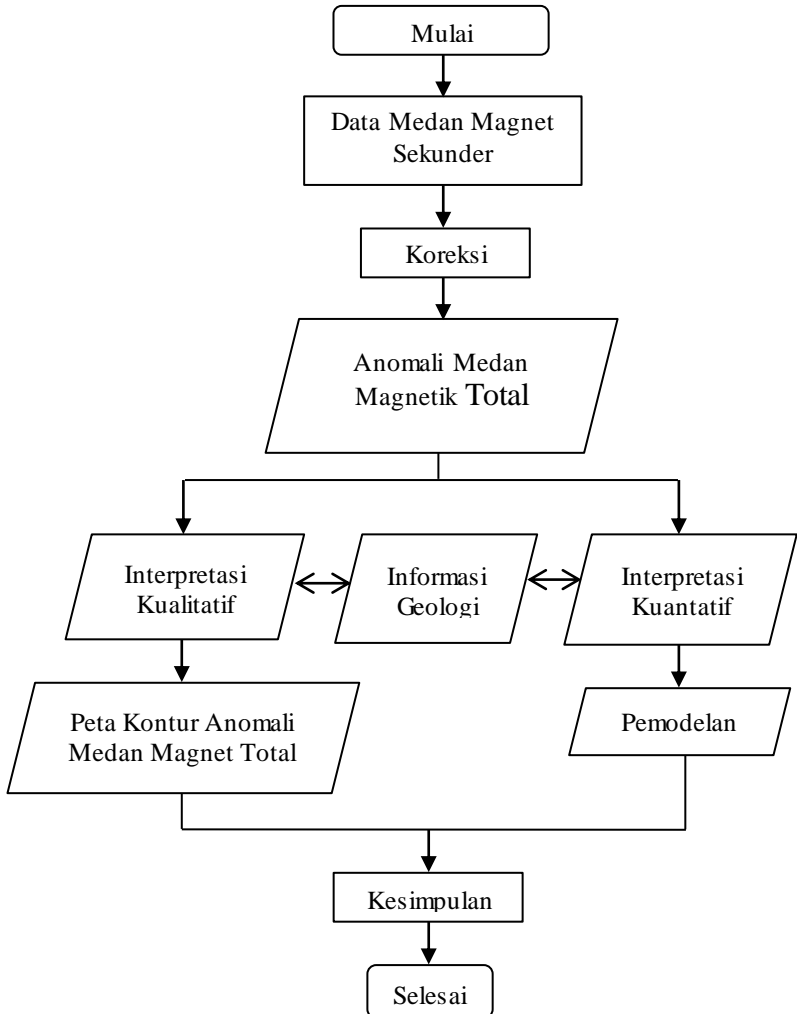 Mulai
Data Medan Magnet
Sekunder
Koreksi
Anomali Medan
Magnetik Total
Interpretasi
Kualitatif
Informasi
Geologi
Interpretasi
Kuantatif
Peta Kontur Anomali
Medan Magnet Total
Pemodelan
Kesimpulan
Selesai